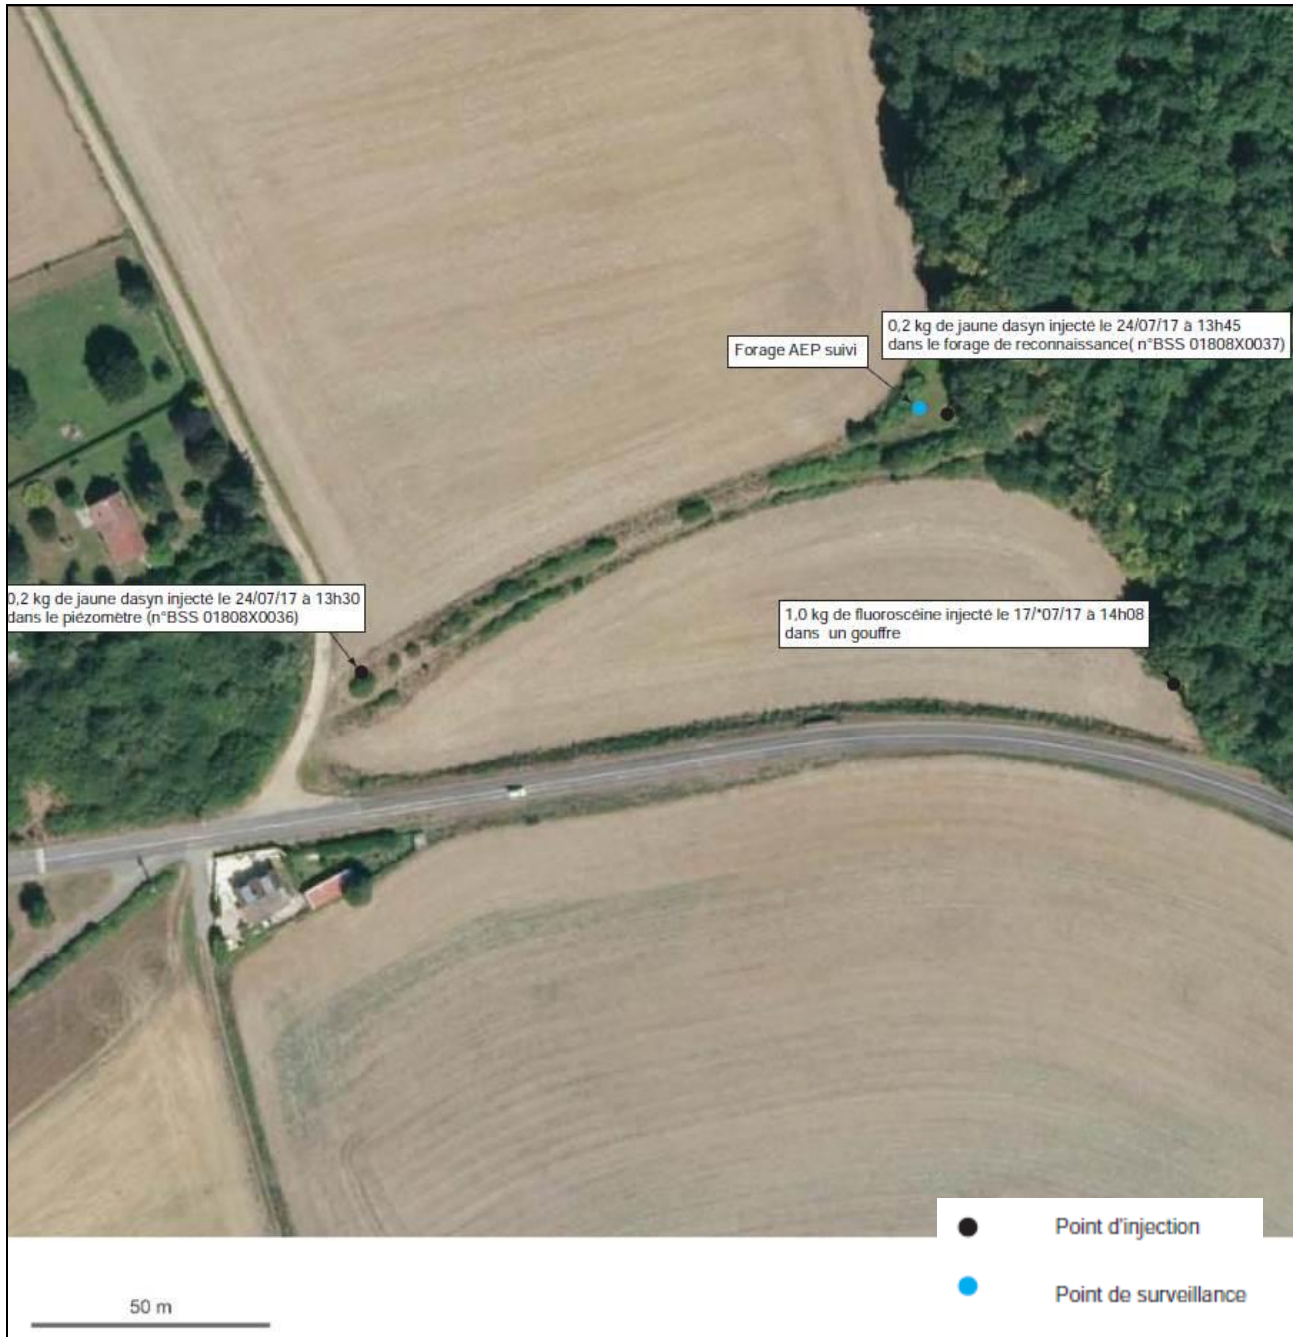 0,2 kg de jaune dasyn injecté le 24/07/17 à 13h45
dans le forage de reconnaissance( n°BSS 01808X0037)
Forage AEP suivi
0,2 kg de jaune dasyn injecté le 24/07/17 à 13h30
dans le piézomètre (n°BSS 01808X0036)
1,0 kg de fluoroscéine injecté le 17/*07/17 à 14h08
dans un gouffre
Point d'injection
Point de surveillance
50 m